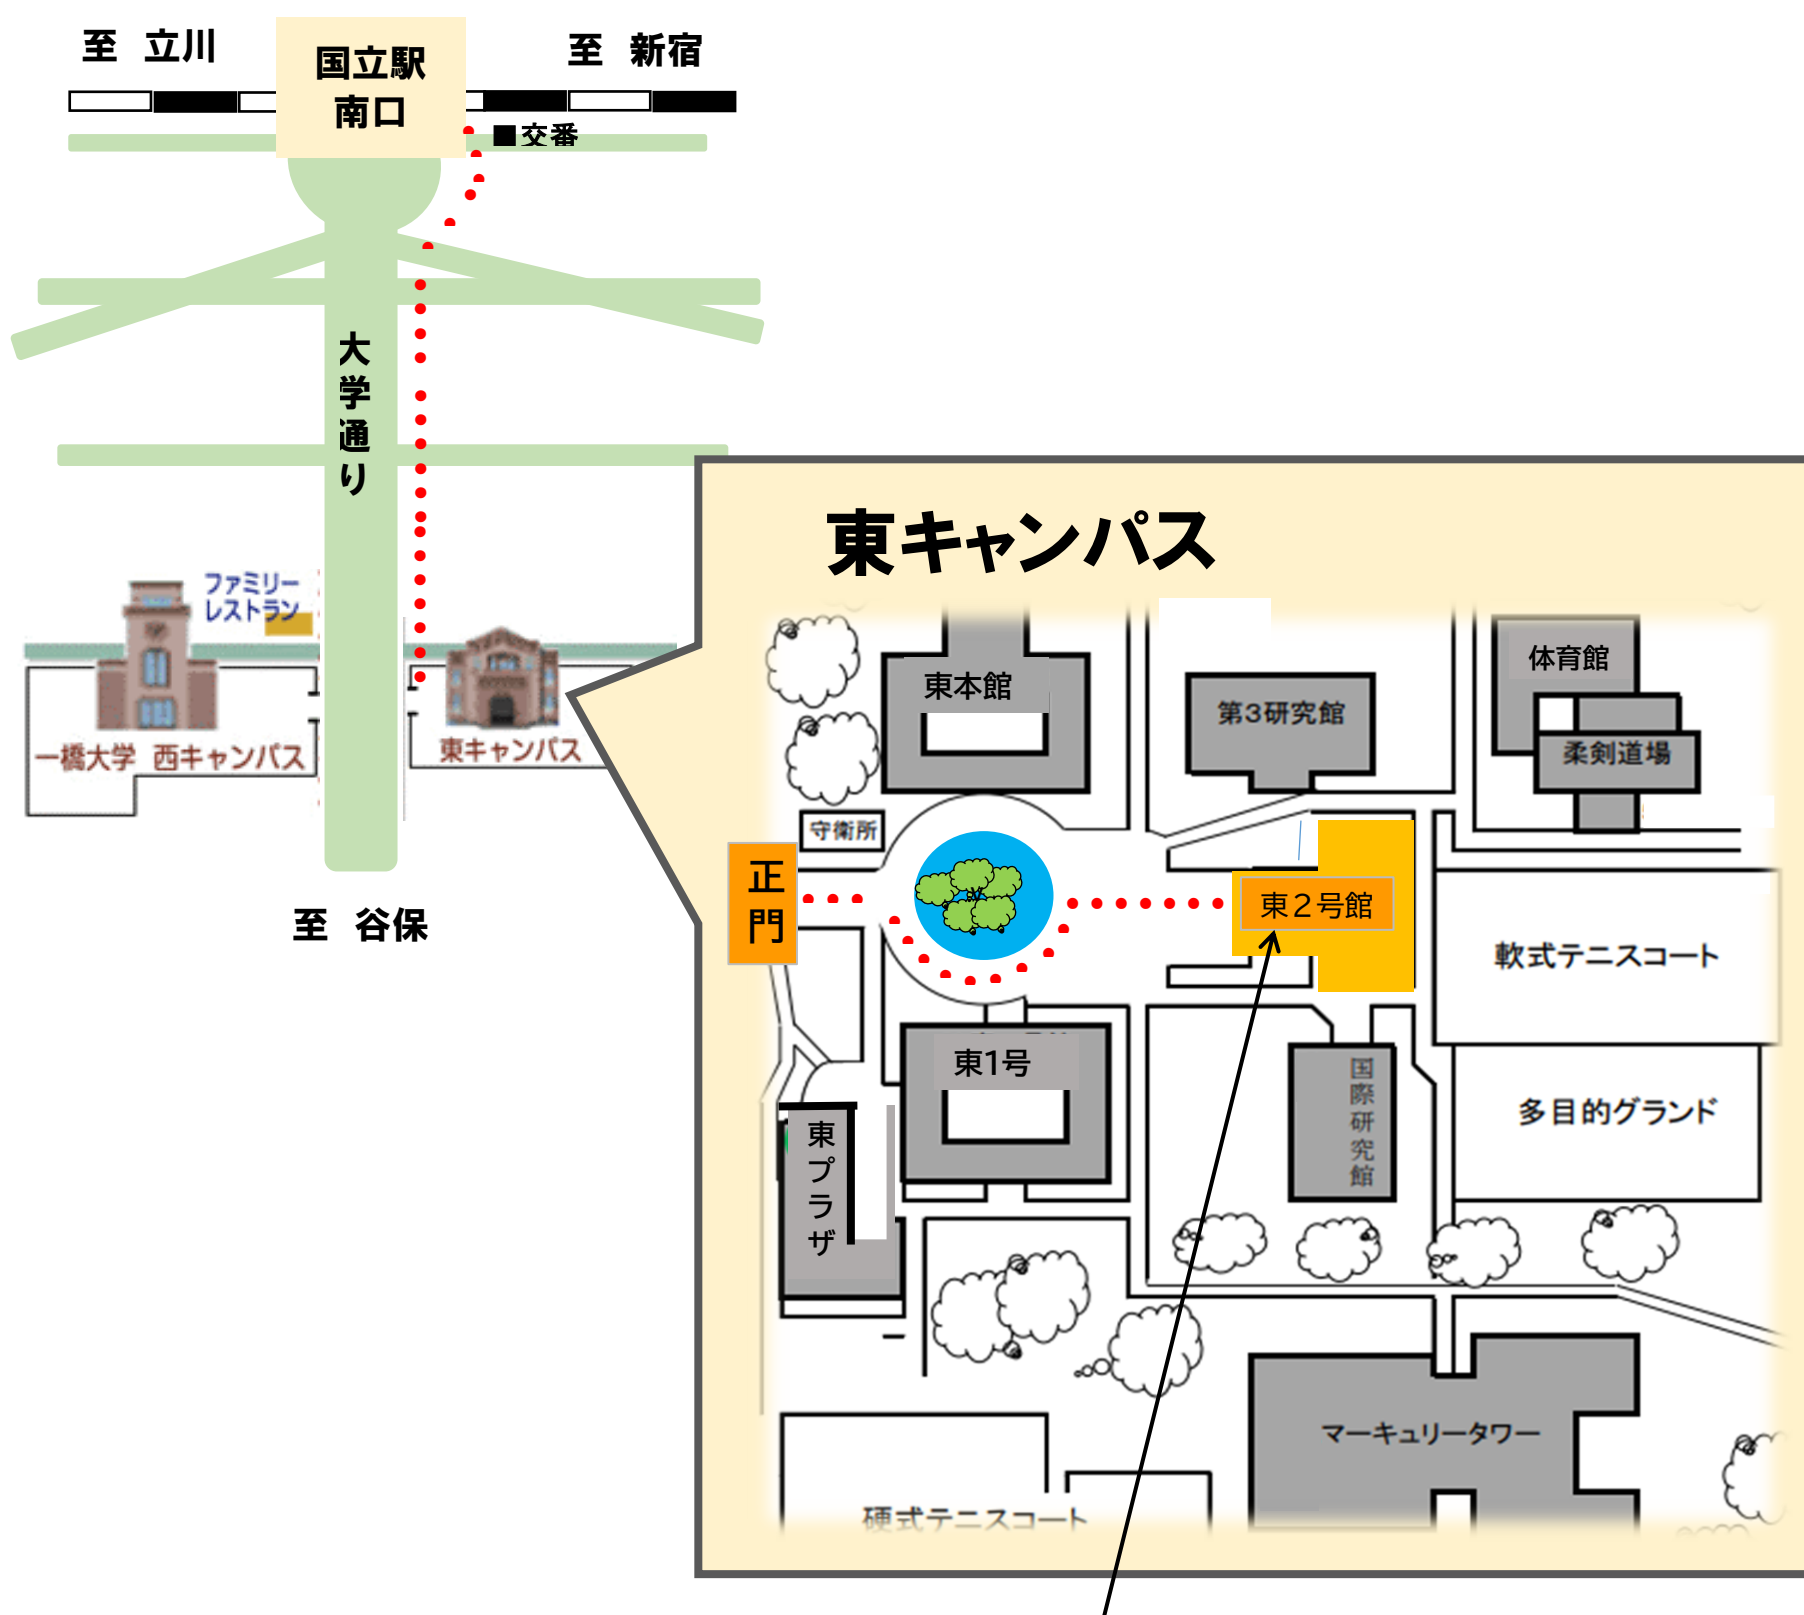 至 立川
国立駅
南口
至 新宿
■交番
大学通り
ファミリー
レストラン
一橋大学 西キャンパス
東キャンパス
至 谷保
東キャンパス
東本館
第3研究館
体育館
柔剣道場
守衛所
正門
東2号館
軟式テニスコート
東1号
国際研究館
多目的グランド
東プラザ
マーキュリータワー
硬式テニスコート